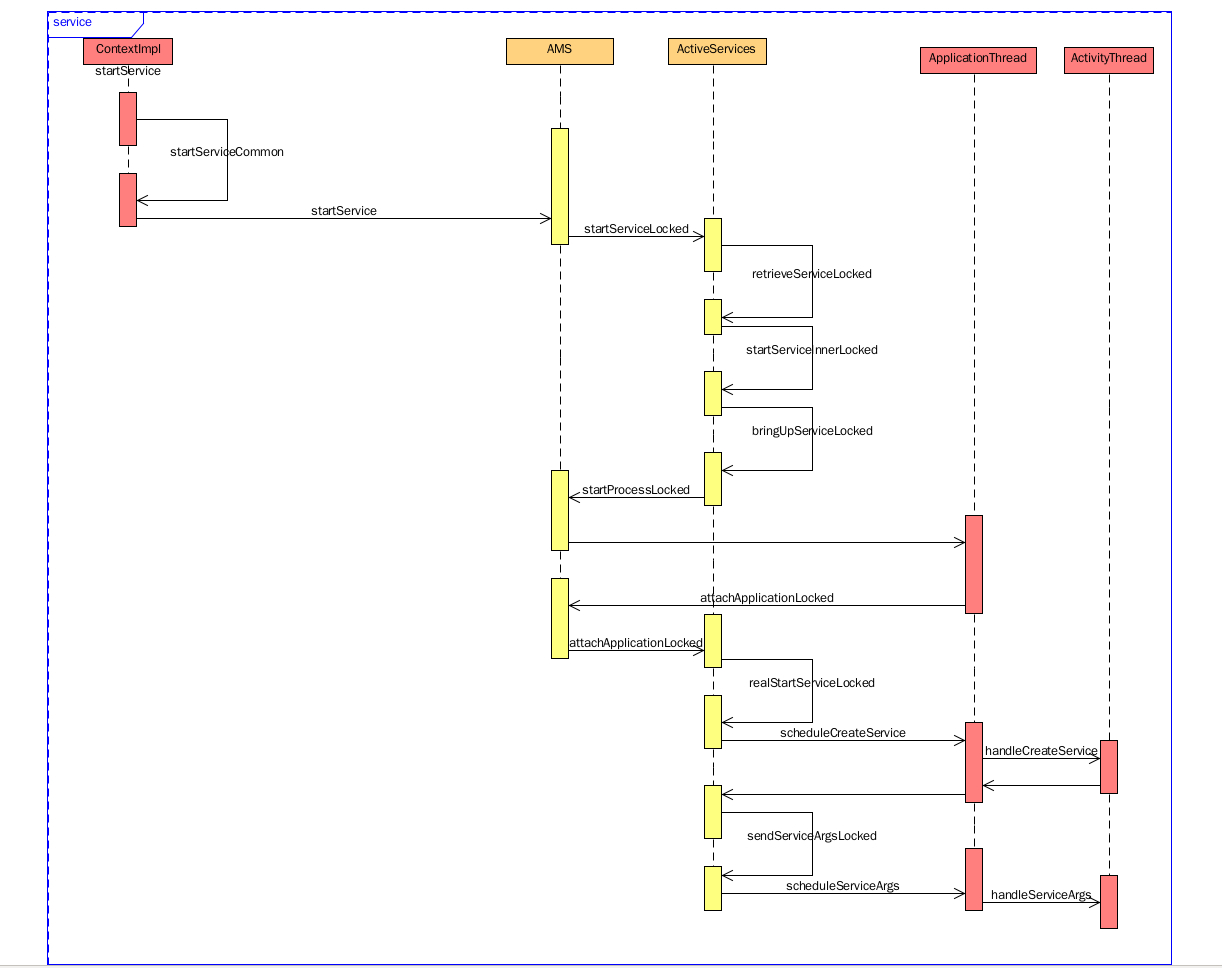 service
ContextImpl
AMS
ActiveServices
ApplicationThread
ActivityThread
startService
startServiceCommon
startService
startServiceLocked
retrieveServiceLocked
startServiceInnerLocked
bringUpServiceLocked
startProcessLocked
attachApplicationLocked
attachApplicationLocked
realStartServiceLocked
scheduleCreateService
handleCreateService
sendServiceArgsLocked
scheduleServiceArgs
handleServiceArgs